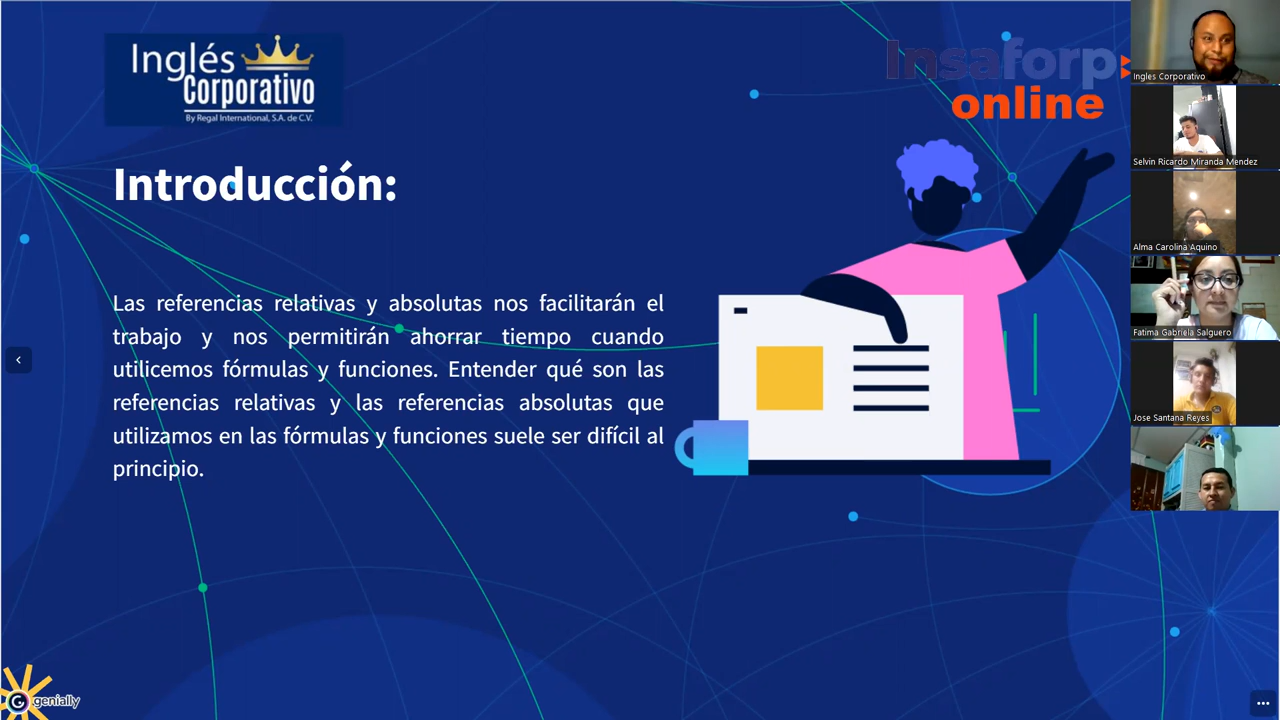 Inglés
Corporativo
By Regal International, S.A. de C.V.
Insaforp
online
Introducción:
Las referencias relativas y absolutas nos facilitarán el
trabajo y nos permitirán ahorrar tiempo cuando
utilicemos fórmulas y funciones. Entender qué son las
referencias relativas y las referencias absolutas que
utilizamos en las fórmulas y funciones suele ser difícil al
principio.
Ingles Corporativo
Selvin Ricardo Miranda Mendez
Alma Carolina Aquino
Fatima Gabriela Salguero
Jose Santana Reyes
genially